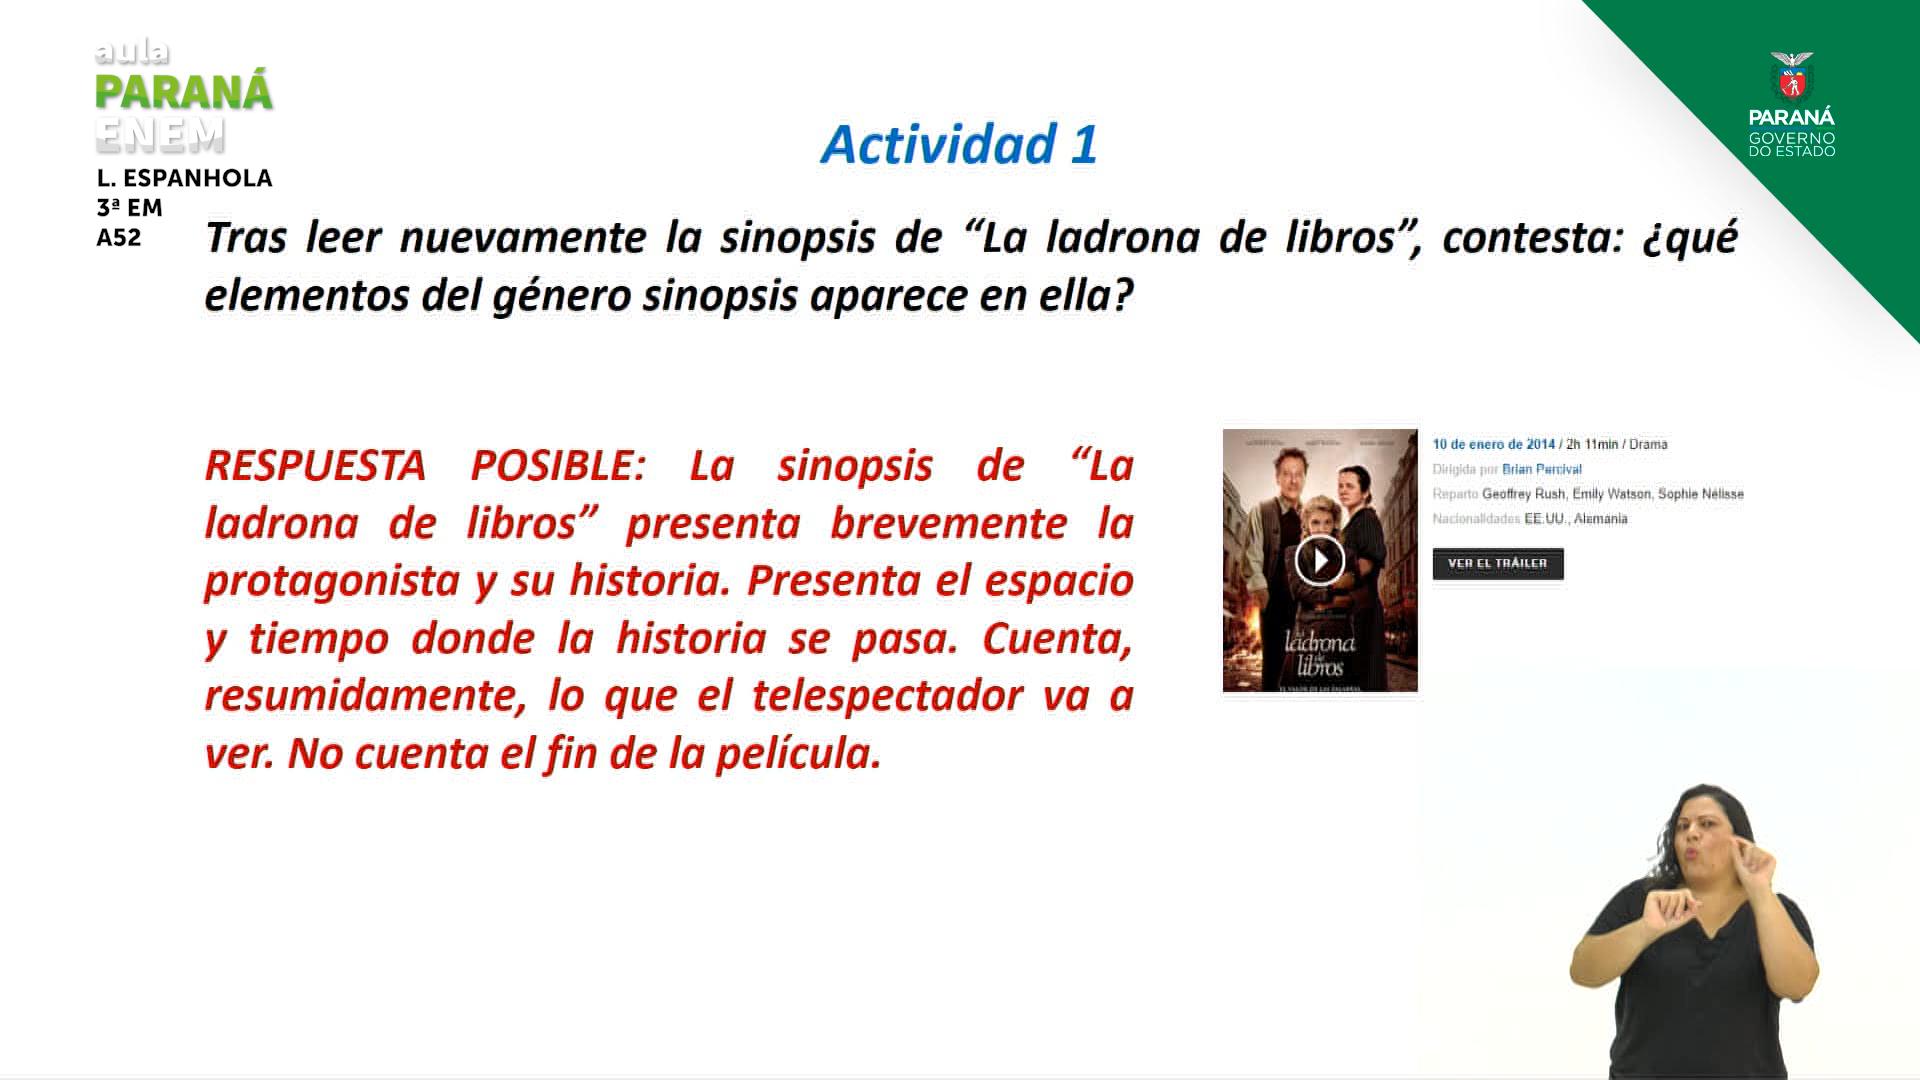 aula
PARANÁ
ENEM
L. ESPANHOLA
3ª EM
A52
PARANÁ
GOVERNO
DO ESTADO
Actividad 1
Tras leer nuevamente la sinopsis de “La ladrona de libros”, contesta: ¿qué
elementos del género sinopsis aparece en ella?
RESPUESTA POSIBLE: La sinopsis de “La
ladrona de libros” presenta brevemente la
protagonista y su historia. Presenta el espacio
y tiempo donde la historia se pasa. Cuenta,
resumidamente, lo que el telespectador va a
ver. No cuenta el fin de la película.
10 de enero de 2014 / 2h 11min / Drama
Dirigida por Brian Percival
Reparto Geoffrey Rush, Emily Watson, Sophie Nélisse
Nacionalidades EE.UU., Alemania
VER EL TRÁILER
la
ladrona
de
libros
EL VALOR DE LAS PALABRAS.